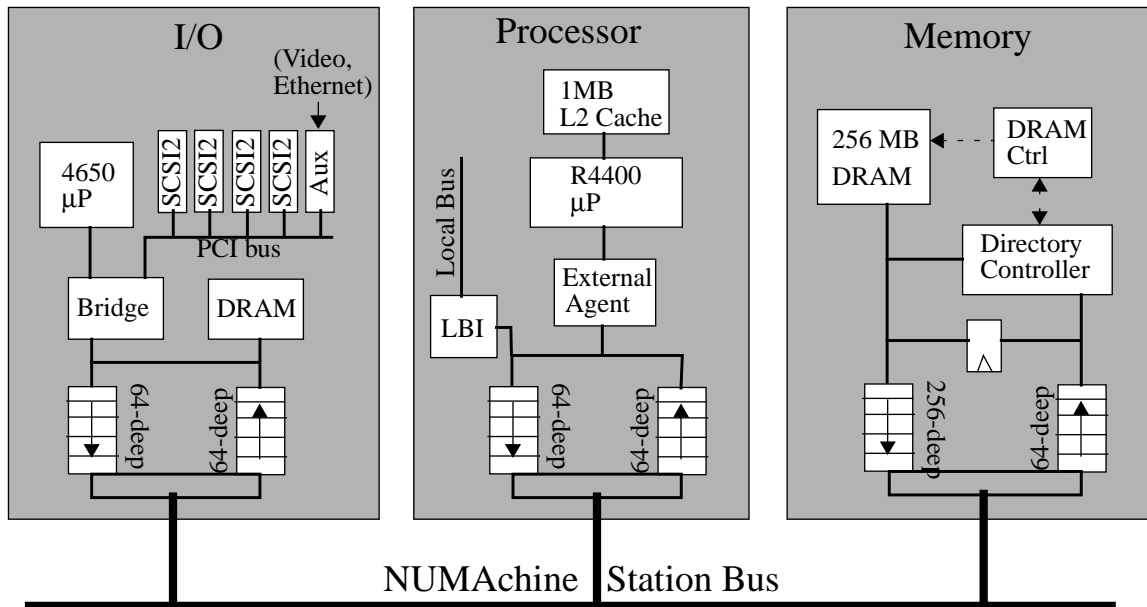 I/O
(Video,
Ethernet)
4650
μP
SCSI2
SCSI2
SCSI2
SCSI2
Aux
PCI bus
Bridge
DRAM
64-deep
64-deep
Processor
1MB
L2 Cache
R4400
μP
Local Bus
External
Agent
LBI
64-deep
64-deep
Memory
256 MB
DRAM
DRAM
Ctrl
Directory
Controller
256-deep
64-deep
NUMAchine Station Bus